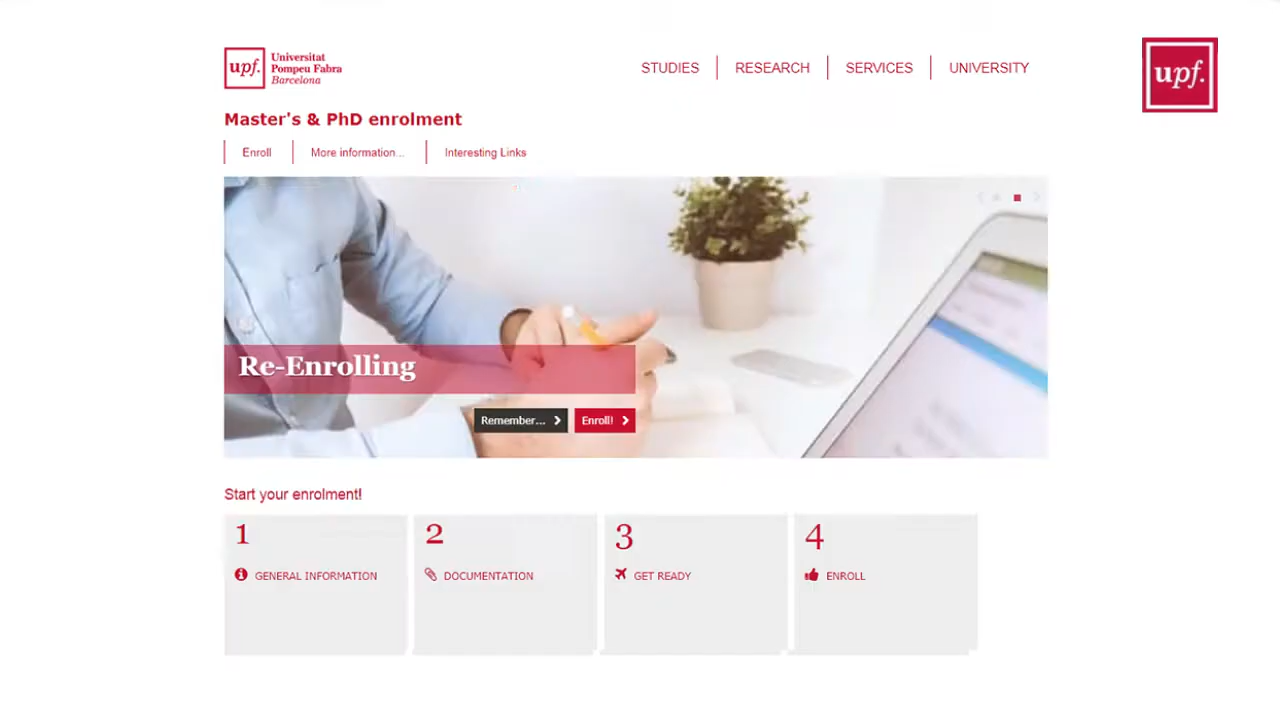 upf.
Universitat
Pompeu Fabra
Barcelona
STUDIES
RESEARCH
SERVICES
UNIVERSITY
upf.
Master's & PhD enrolment
Enroll
More information...
Interesting Links
Re-Enrolling
Remember...
Enroll!
Start your enrolment!
1
GENERAL INFORMATION
2
DOCUMENTATION
3
GET READY
4
ENROLL